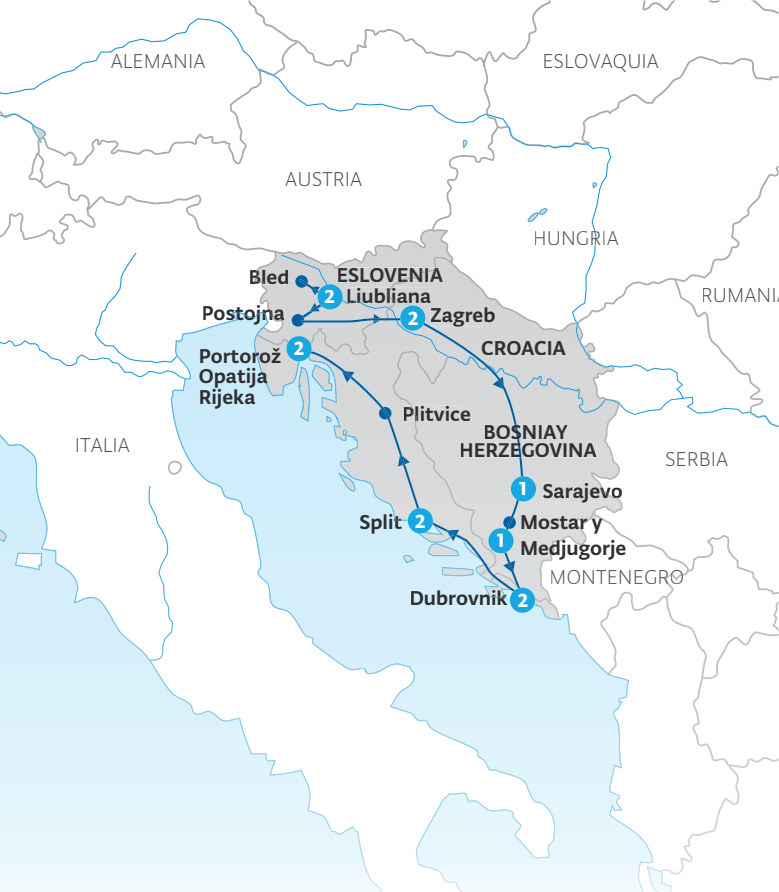 ALEMANIA
ESLOVAQUIA
AUSTRIA
HUNGRIA
Bled
ESLOVENIA
2
Liubliana
RUMANIA
Postojna
2
Zagreb
2
Portorož
Opatija
Rijeka
CROACIA
Plitvice
BOSNIAY
HERZEGOVINA
ITALIA
SERBIA
1
Sarajevo
Split
2
Mostar y
1
Medjugorje
MONTENEGRO
Dubrovnik
2